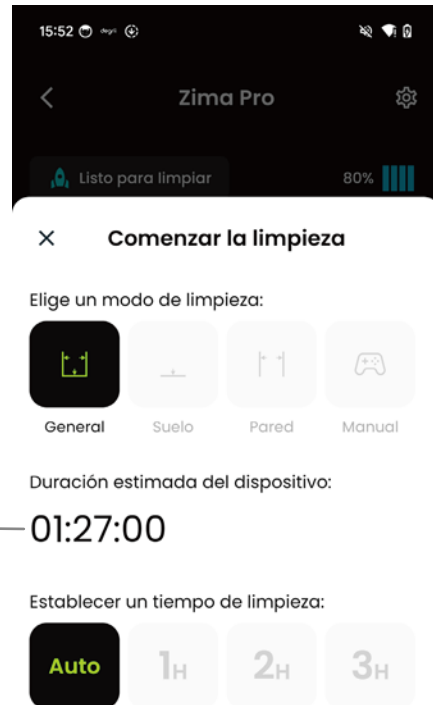 15:52 degrs
Zima Pro
Listo para limpiar 80%
Comenzar la limpieza
Elige un modo de limpieza:
General Suelo Pared Manual
Duración estimada del dispositivo:
01:27:00
Establecer un tiempo de limpieza:
Auto 1H 2H 3H